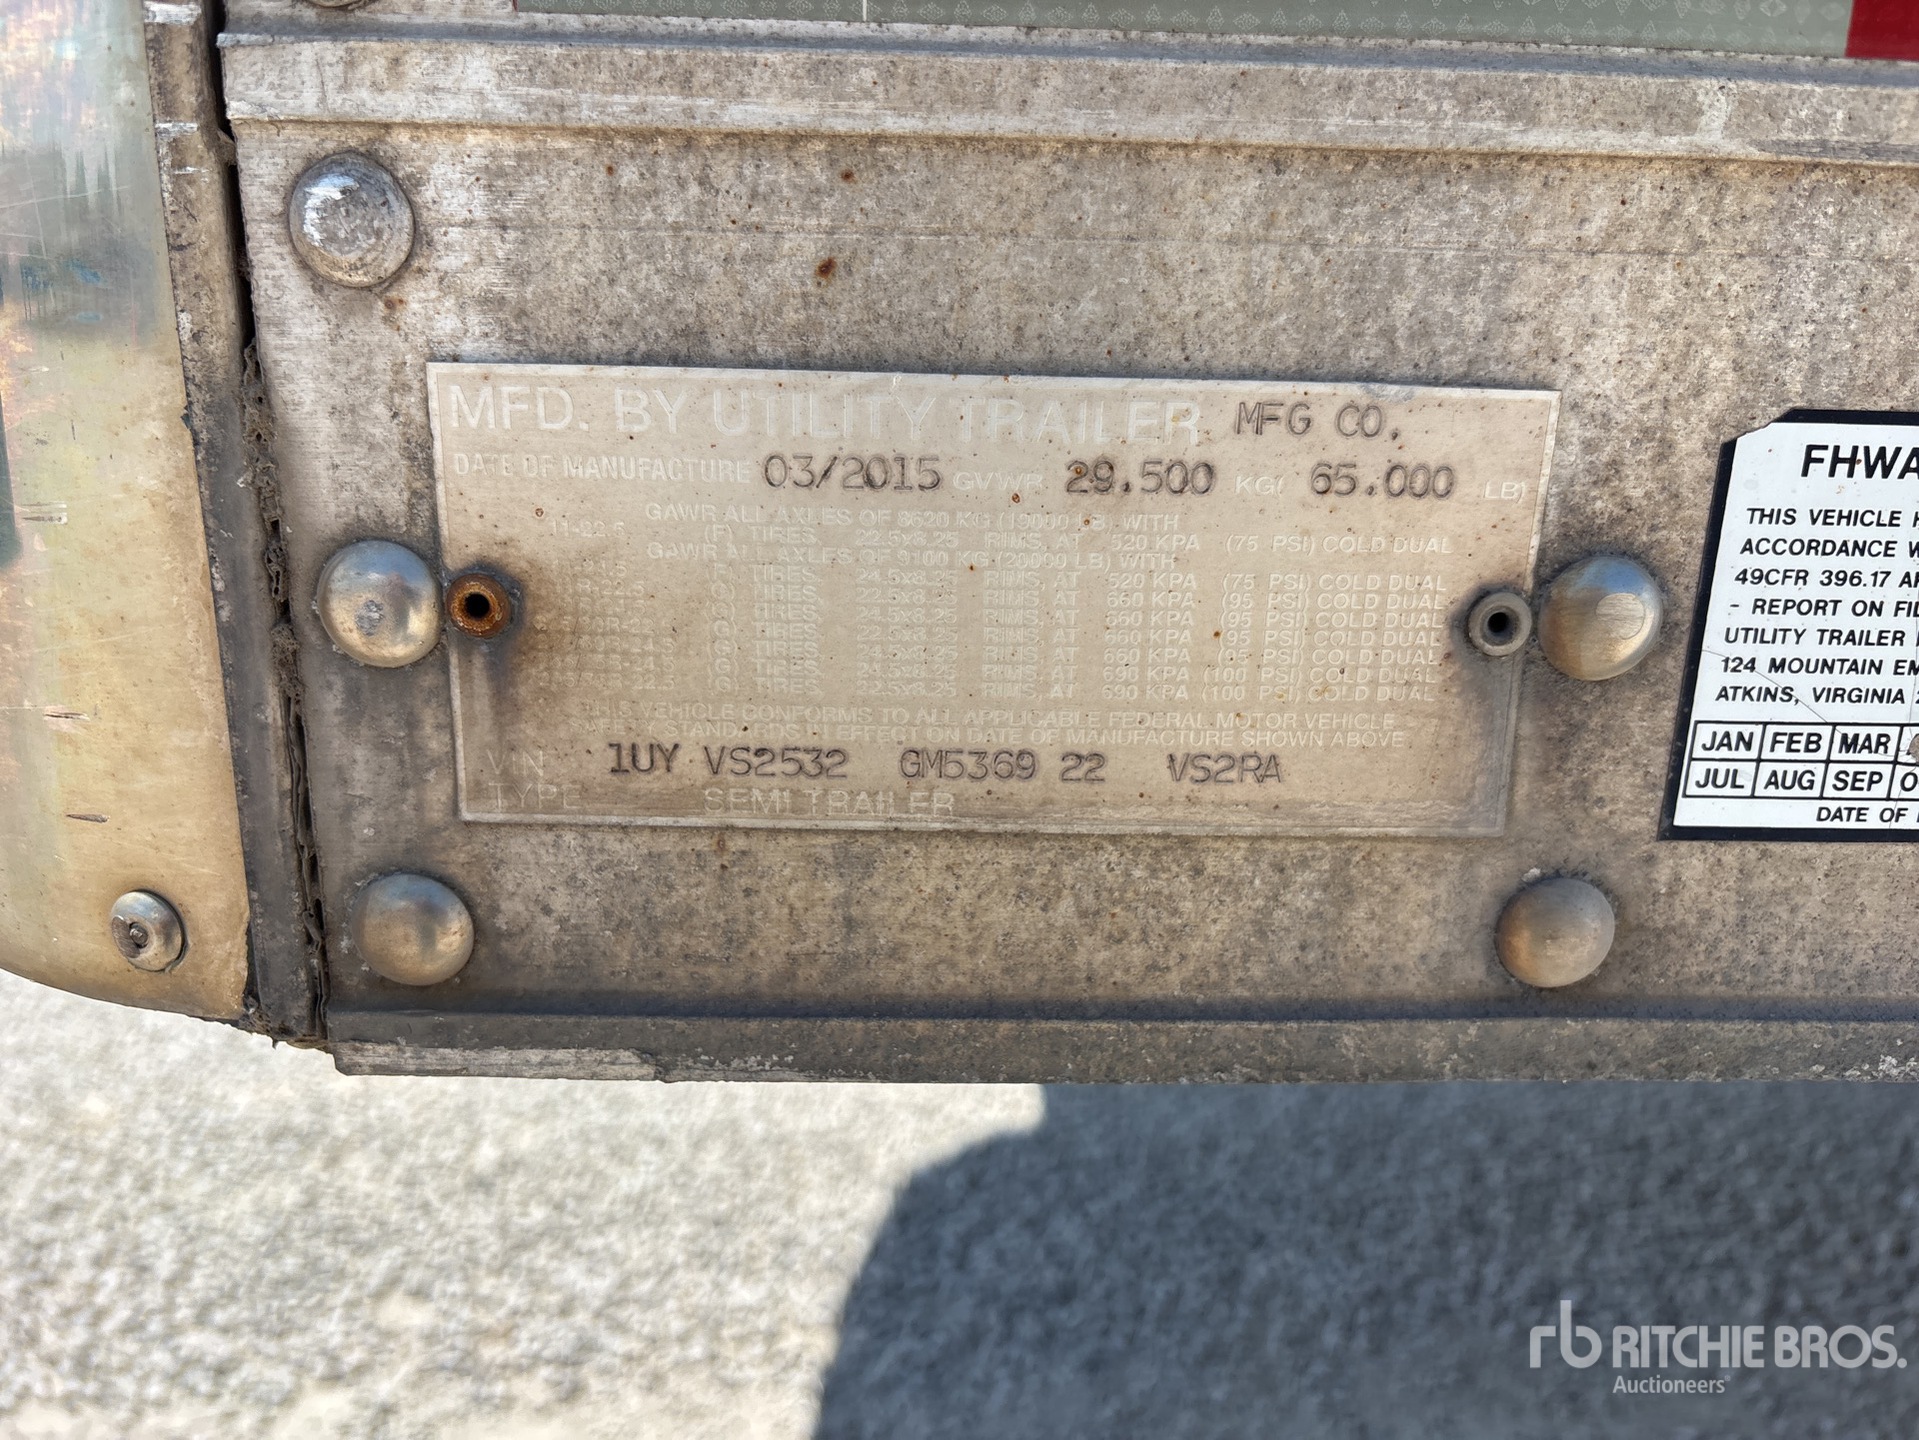 MFD. BY UTILITY TRAILER MFG CO.
DATE OF MANUFACTURE 03/2015 GVWR 29.500 KG( 65.000 LB)
GAWR ALL AXLES OF 8620 KG (19000 LB) WITH
11-22.5 (F) TIRES, 22.5x8.25 RIMS, AT 520 KPA (75 PSI) COLD DUAL
GAWR ALL AXLES OF 9100 KG (20000 LB) WITH
(F) TIRES, 24.5x8.25 RIMS, AT 520 KPA (75 PSI) COLD DUAL
(G) TIRES, 22.5x8.25 RIMS, AT 660 KPA (95 PSI) COLD DUAL
(G) TIRES, 24.5x8.25 RIMS, AT 660 KPA (95 PSI) COLD DUAL
(G) TIRES, 22.5x8.25 RIMS, AT 660 KPA (95 PSI) COLD DUAL
(G) TIRES, 24.5x8.25 RIMS, AT 660 KPA (95 PSI) COLD DUAL
(G) TIRES, 24.5x8.25 RIMS, AT 690 KPA (100 PSI) COLD DUAL
(G) TIRES, 22.5x8.25 RIMS, AT 690 KPA (100 PSI) COLD DUAL
THIS VEHICLE CONFORMS TO ALL APPLICABLE FEDERAL MOTOR VEHICLE
SAFETY STANDARDS IN EFFECT ON DATE OF MANUFACTURE SHOWN ABOVE
VIN 1UY VS2532 GM5369 22 VS2RA
TYPE SEMI TRAILER
FHWA
THIS VEHICLE
ACCORDANCE
49CFR 396.17
- REPORT ON
UTILITY TRAILER
124 MOUNTAIN
ATKINS, VIRGINIA
JAN FEB MAR
JUL AUG SEP
DATE OF
rb RITCHIE BROS.
Auctioneers